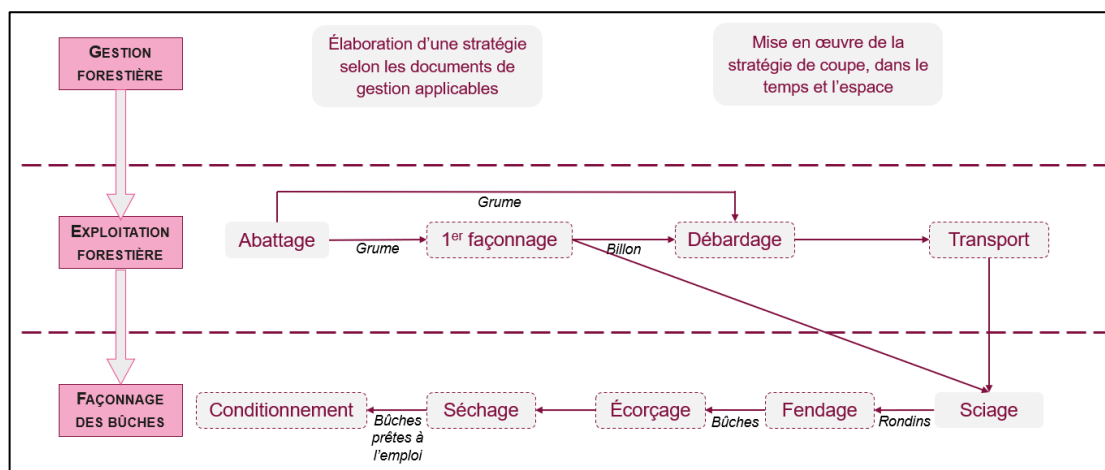 GESTION
FORESTIÈRE
Élaboration d'une stratégie
selon les documents de
gestion applicables
Mise en œuvre de la
stratégie de coupe, dans le
temps et l'espace
Grume
EXPLOITATION
FORESTIÈRE
Abattage
Grume
1er façonnage
Billon
Débardage
Transport
FAÇONNAGE
DES BÛCHES
Conditionnement
Bûches
prêtes à
l'emploi
Séchage
Écorçage
Bûches
Fendage
Rondins
Sciage